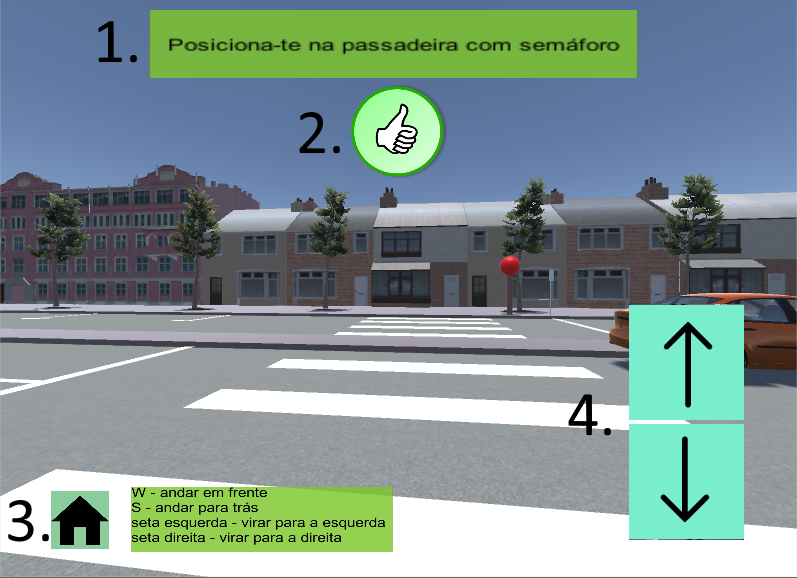 1. Posiciona-te na passadeira com semáforo
2.
4.
3. W - andar em frente
S - andar para trás
seta esquerda - virar para a esquerda
seta direita - virar para a direita